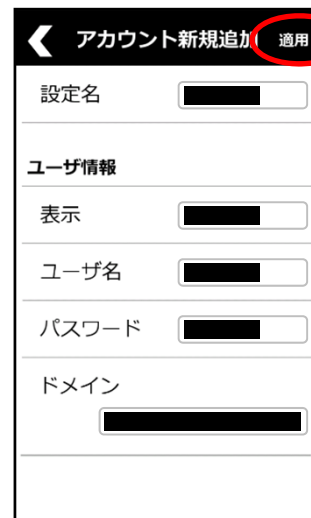 アカウント新規追加 適用
設定名
ユーザ情報
表示
ユーザ名
パスワード
ドメイン